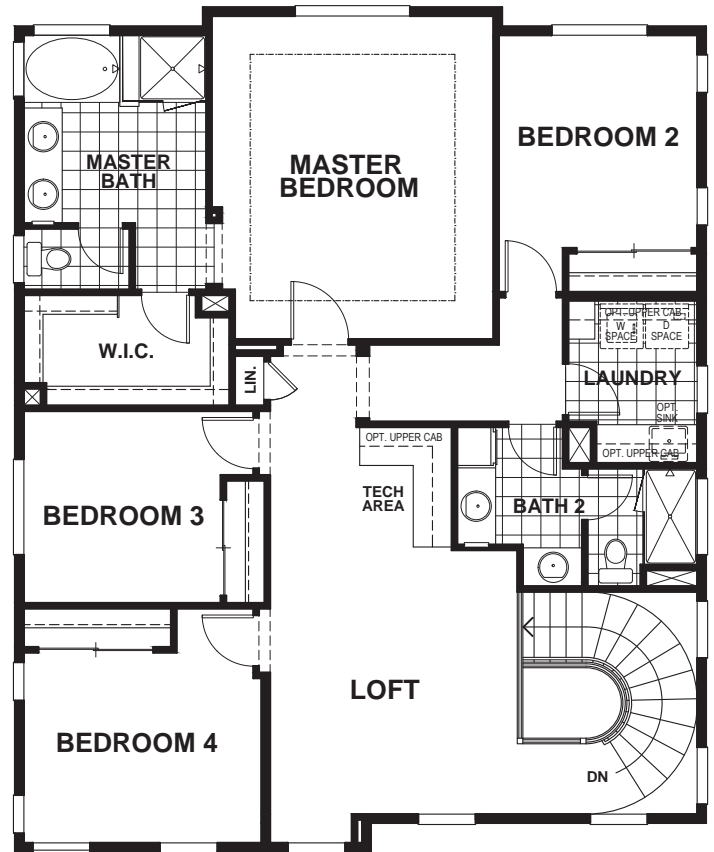 BEDROOM 2
MASTER
BATH
MASTER
BEDROOM
OPT. UPPER CAB
W
SPACE
D
SPACE
W.I.C.
LIN.
LAUNDRY
OPT.
SINK
OPT. UPPER CAB
OPT. UPPER CAB
TECH
AREA
BATH 2
BEDROOM 3
LOFT
BEDROOM 4
DN